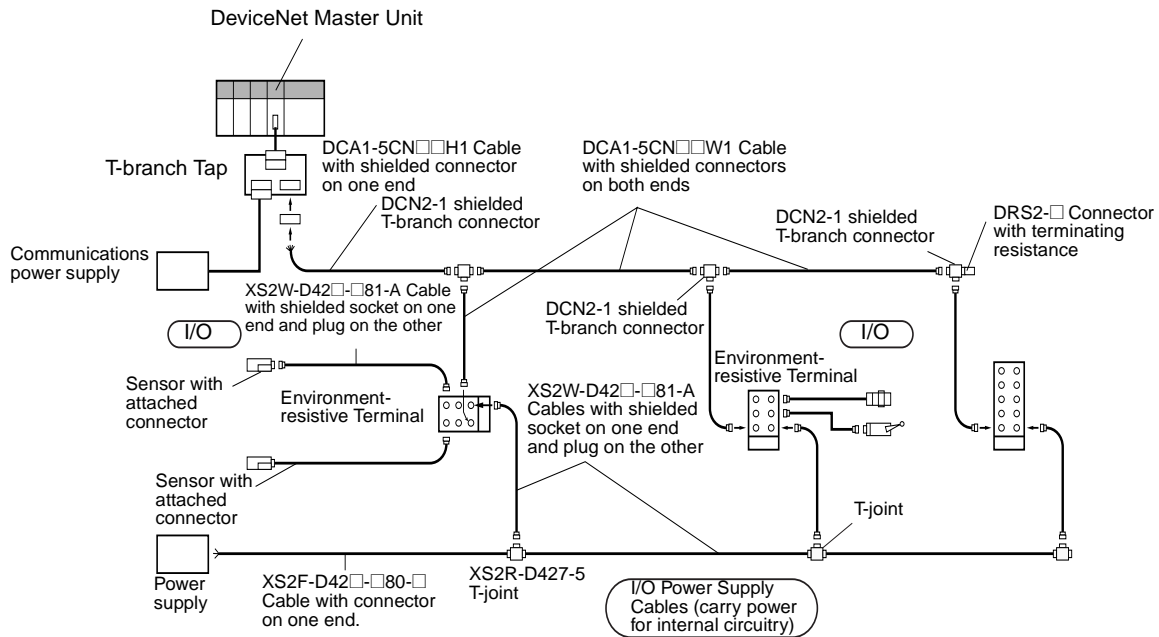 DeviceNet Master Unit
T-branch Tap
DCA1-5CN□□H1 Cable
with shielded connector
on one end
DCA1-5CN□□W1 Cable
with shielded connectors
on both ends
DCN2-1 shielded
T-branch connector
DCN2-1 shielded
T-branch connector
DRS2-□ Connector
with terminating
resistance
Communications
power supply
XS2W-D42□-□81-A Cable
with shielded socket on one
end and plug on the other
DCN2-1 shielded
T-branch connector
I/O
I/O
Sensor with
attached
connector
Environment-
resistive Terminal
XS2W-D42□-□81-A
Cables with shielded
socket on one end
and plug on the other
Environment-
resistive Terminal
Sensor with
attached
connector
T-joint
Power
supply
XS2F-D42□-□80-□
Cable with connector
on one end.
XS2R-D427-5
T-joint
I/O Power Supply
Cables (carry power
for internal circuitry)